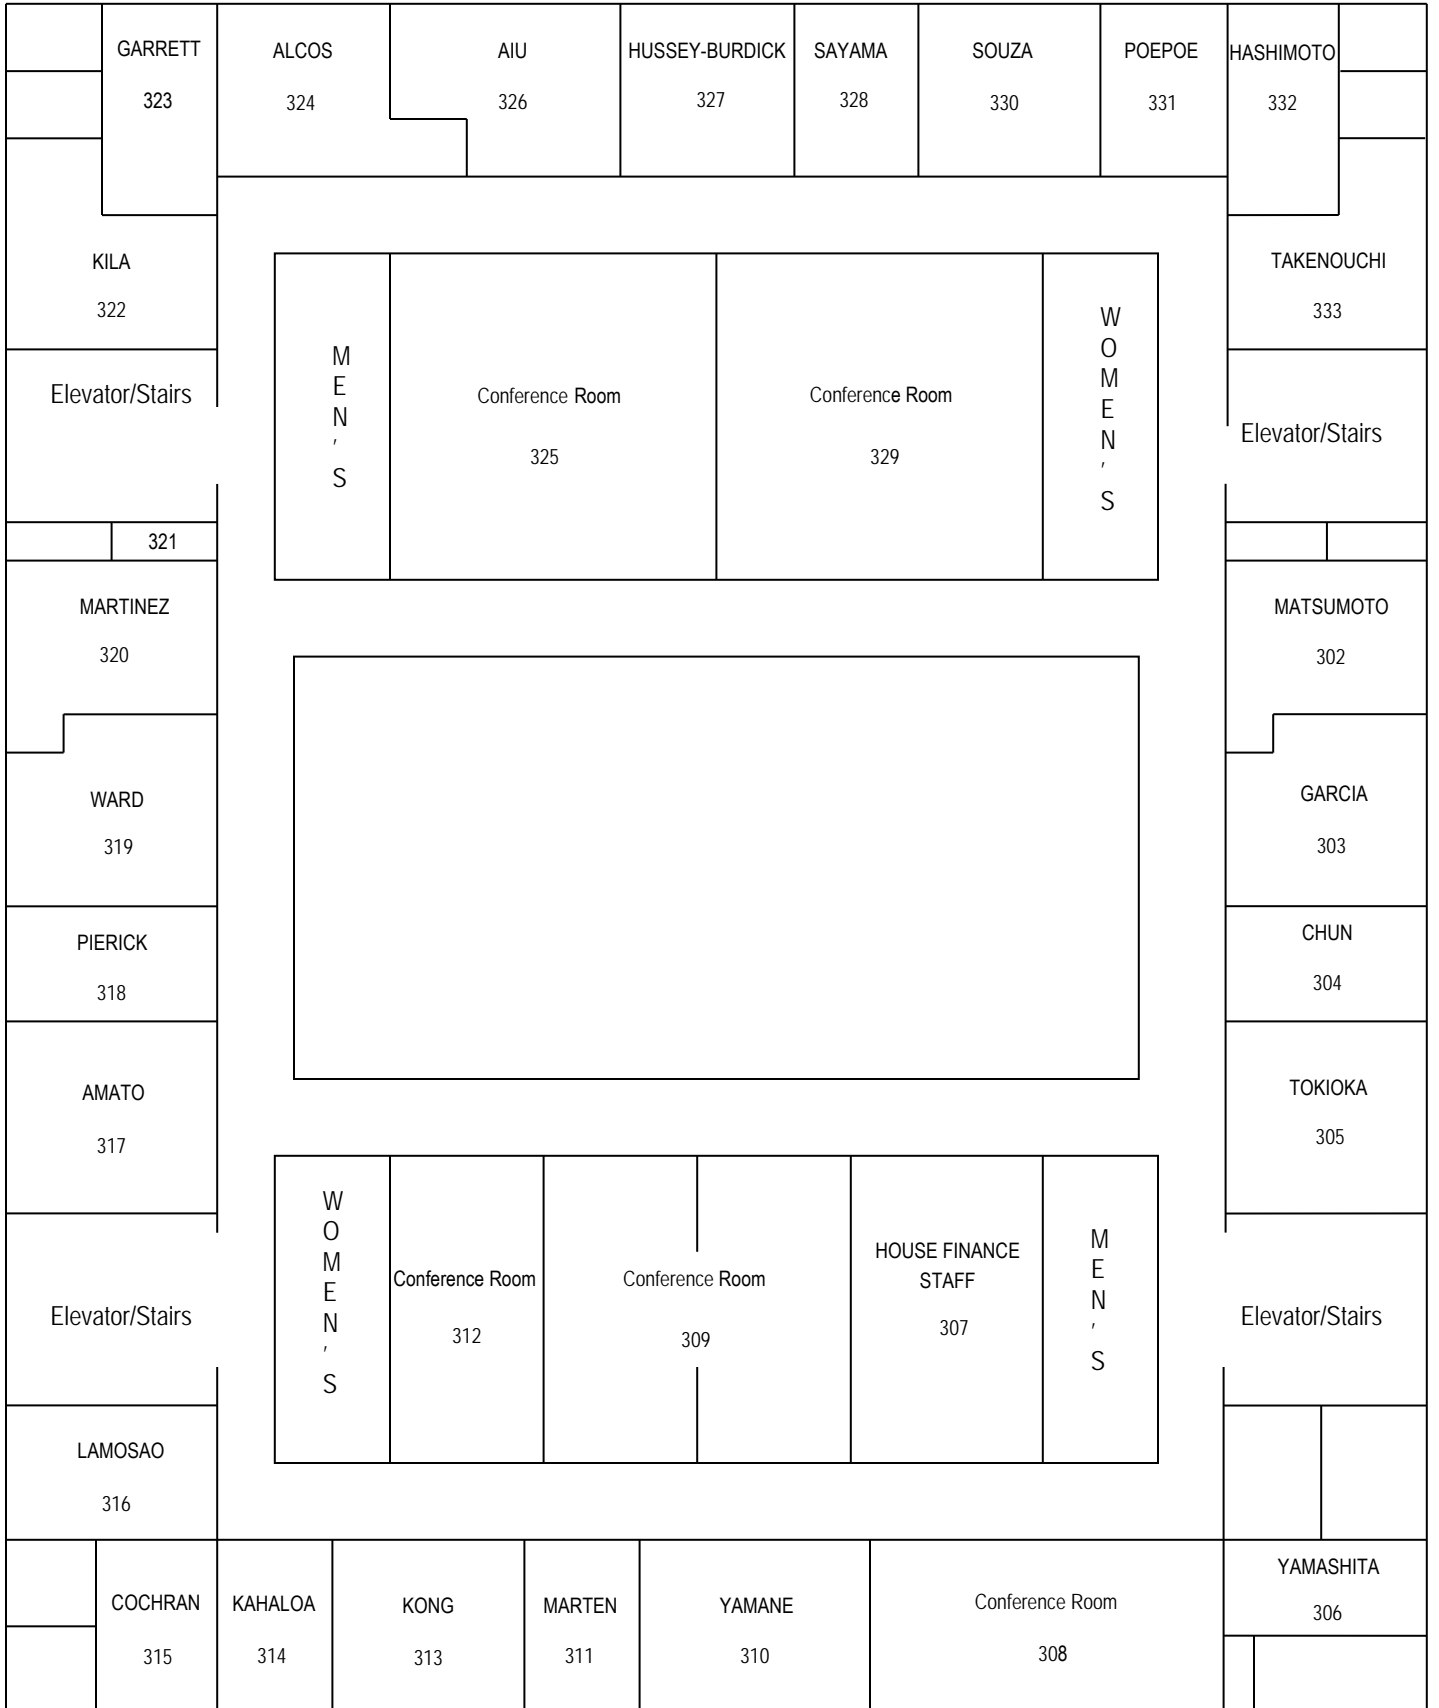 GARRETT
323
ALCOS
324
AIU
326
HUSSEY-BURDICK
327
SAYAMA
328
SOUZA
330
POEPOE
331
HASHIMOTO
332
KILA
322
TAKENOUCHI
333
Elevator/Stairs
MEN'S
Conference Room
325
Conference Room
329
WOMEN'S
Elevator/Stairs
321
MARTINEZ
320
MATSUMOTO
302
WARD
319
GARCIA
303
PIERICK
318
CHUN
304
AMATO
317
TOKIOKA
305
Elevator/Stairs
WOMEN'S
Conference Room
312
Conference Room
309
HOUSE FINANCE
STAFF
307
MEN'S
Elevator/Stairs
LAMOSAO
316
COCHRAN
315
KAHALOA
314
KONG
313
MARTEN
311
YAMANE
310
Conference Room
308
YAMASHITA
306